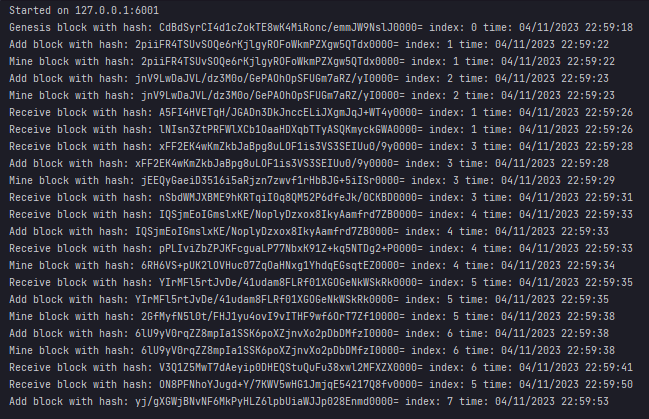 Started on 127.0.0.1:6001
Genesis block with hash: CdBdSyrCI4d1cZokTE8wK4MiRonc/emmJW9NslJ0000= index: 0 time: 04/11/2023 22:59:18
Add block with hash: 2piiFR4TSUvSOQe6rKjlgyROFoWkmPZXgw5QTdx0000= index: 1 time: 04/11/2023 22:59:22
Mine block with hash: 2piiFR4TSUvSOQe6rKjlgyROFoWkmPZXgw5QTdx0000= index: 1 time: 04/11/2023 22:59:22
Add block with hash: jnV9LwDaJVL/dz3M0o/GePAOhOpSFUGm7aRZ/yI0000= index: 2 time: 04/11/2023 22:59:23
Mine block with hash: jnV9LwDaJVL/dz3M0o/GePAOhOpSFUGm7aRZ/yI0000= index: 2 time: 04/11/2023 22:59:23
Receive block with hash: A5FI4HVETqH/JGADn3DkJnccELiJXgmJqJ+WT4y0000= index: 1 time: 04/11/2023 22:59:26
Receive block with hash: lNIsn3ZtPRFWlXCb1OaaHDXqbTTyASQKmyckGWA0000= index: 1 time: 04/11/2023 22:59:26
Receive block with hash: xFF2EK4wKmZkbJaBpg8uLOF1is3VS3SEIUu0/9y0000= index: 3 time: 04/11/2023 22:59:28
Add block with hash: xFF2EK4wKmZkbJaBpg8uLOF1is3VS3SEIUu0/9y0000= index: 3 time: 04/11/2023 22:59:28
Mine block with hash: jEEQyGaeiD3516i5aRjzn7zwvf1rHbBJG+5iISr0000= index: 3 time: 04/11/2023 22:59:29
Receive block with hash: nSbdWMJXBME9hKRTqiI0q8QM52P6dfeJk/0CKBD0000= index: 3 time: 04/11/2023 22:59:31
Receive block with hash: IQSjmEoIGmslxKE/NoplyDzxox8IkyAamfrd7ZB0000= index: 4 time: 04/11/2023 22:59:33
Add block with hash: IQSjmEoIGmslxKE/NoplyDzxox8IkyAamfrd7ZB0000= index: 4 time: 04/11/2023 22:59:33
Receive block with hash: pPLIviZbZPJKFcguaLP77NbxK91Z+kq5NTDg2+P0000= index: 4 time: 04/11/2023 22:59:33
Mine block with hash: 6RH6VS+pUK2lOVHuc07ZqOaHNxg1YhdqEGsqtEZ0000= index: 4 time: 04/11/2023 22:59:34
Receive block with hash: YIrMFl5rtJvDe/41udam8FLRf01XGOGeNkWSkRk0000= index: 5 time: 04/11/2023 22:59:35
Add block with hash: YIrMFl5rtJvDe/41udam8FLRf01XGOGeNkWSkRk0000= index: 5 time: 04/11/2023 22:59:35
Mine block with hash: 2GfMyfN5l0t/FHJ1yu4ovI9vITHF9wf6OrT7Zf10000= index: 5 time: 04/11/2023 22:59:38
Add block with hash: 6lU9yV0rqZZ8mpIa1SSK6poXZjnvXo2pDbDMfzI0000= index: 6 time: 04/11/2023 22:59:38
Mine block with hash: 6lU9yV0rqZZ8mpIa1SSK6poXZjnvXo2pDbDMfzI0000= index: 6 time: 04/11/2023 22:59:38
Receive block with hash: V3Q1Z5MwT7dAeyip0DHEQStuQuFu38xwl2MFXZX0000= index: 6 time: 04/11/2023 22:59:41
Receive block with hash: ON8PFNhoYJugd+Y/7KWV5wHG1JmjqE54217Q8fv0000= index: 5 time: 04/11/2023 22:59:50
Add block with hash: yj/gXGWjBNvNF6MkPyHLZ6lpbUiaWJJp028Enmd0000= index: 7 time: 04/11/2023 22:59:53